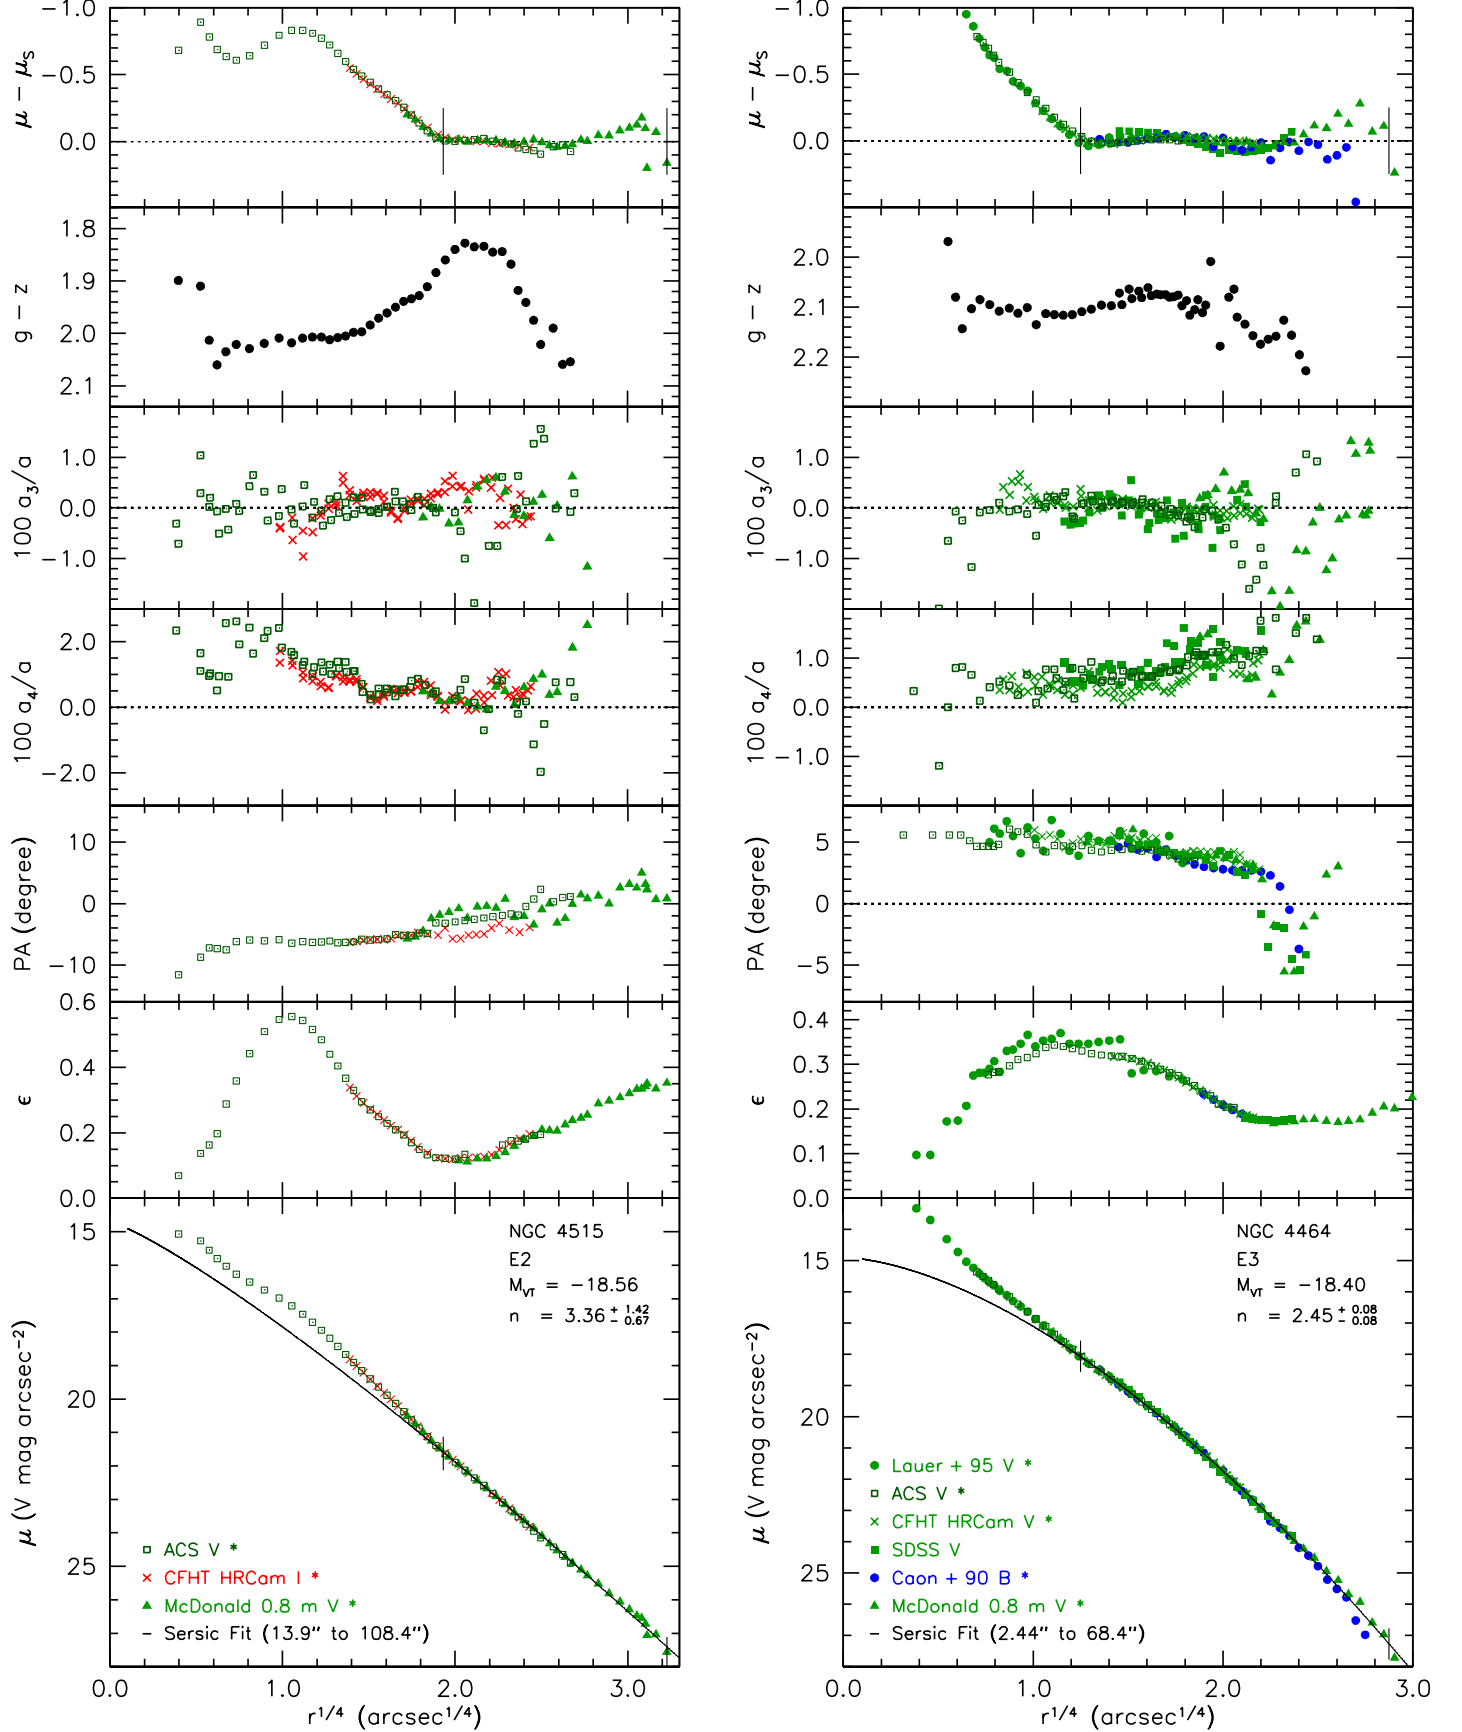 −1.0
−0.5
0.0
μ − μS
1.8
1.9
2.0
2.1
g − z
1.0
0.0
−1.0
100 a3/a
2.0
0.0
−2.0
100 a4/a
10
0
−10
PA (degree)
0.6
0.4
0.2
0.0
ϵ
15
20
25
μ (V mag arcsec−2)
NGC 4515
E2
MVT = −18.56
n = 3.36 + 1.42 − 0.67
ACS V *
CFHT HRCam I *
McDonald 0.8 m V *
− Sersic Fit (13.9″ to 108.4″)
0.0 1.0 2.0 3.0
r1/4 (arcsec1/4)
−1.0
−0.5
0.0
μ − μS
2.0
2.1
2.2
g − z
1.0
0.0
−1.0
100 a3/a
1.0
0.0
−1.0
100 a4/a
5
0
−5
PA (degree)
0.4
0.3
0.2
0.1
0.0
ϵ
15
20
25
μ (V mag arcsec−2)
NGC 4464
E3
MVT = −18.40
n = 2.45 + 0.08 − 0.08
Lauer + 95 V *
ACS V *
CFHT HRCam V *
SDSS V
Caon + 90 B *
McDonald 0.8 m V *
− Sersic Fit (2.44″ to 68.4″)
0.0 1.0 2.0 3.0
r1/4 (arcsec1/4)